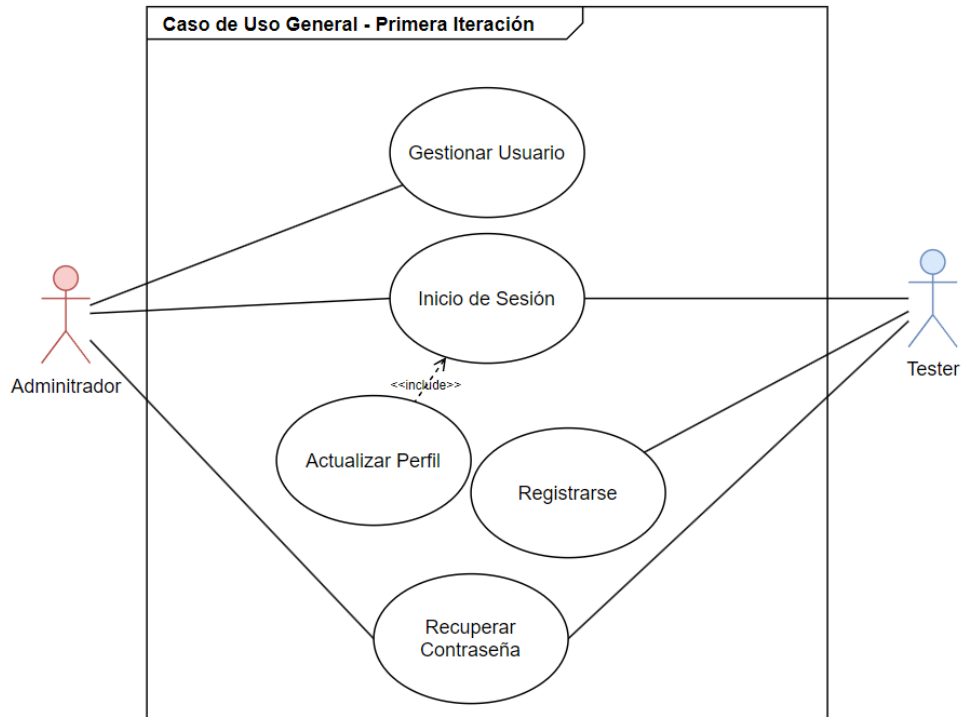 Caso de Uso General - Primera Iteración
Gestionar Usuario
Inicio de Sesión
Adminitrador
Tester
<<include>>
Actualizar Perfil
Registrarse
Recuperar
Contraseña